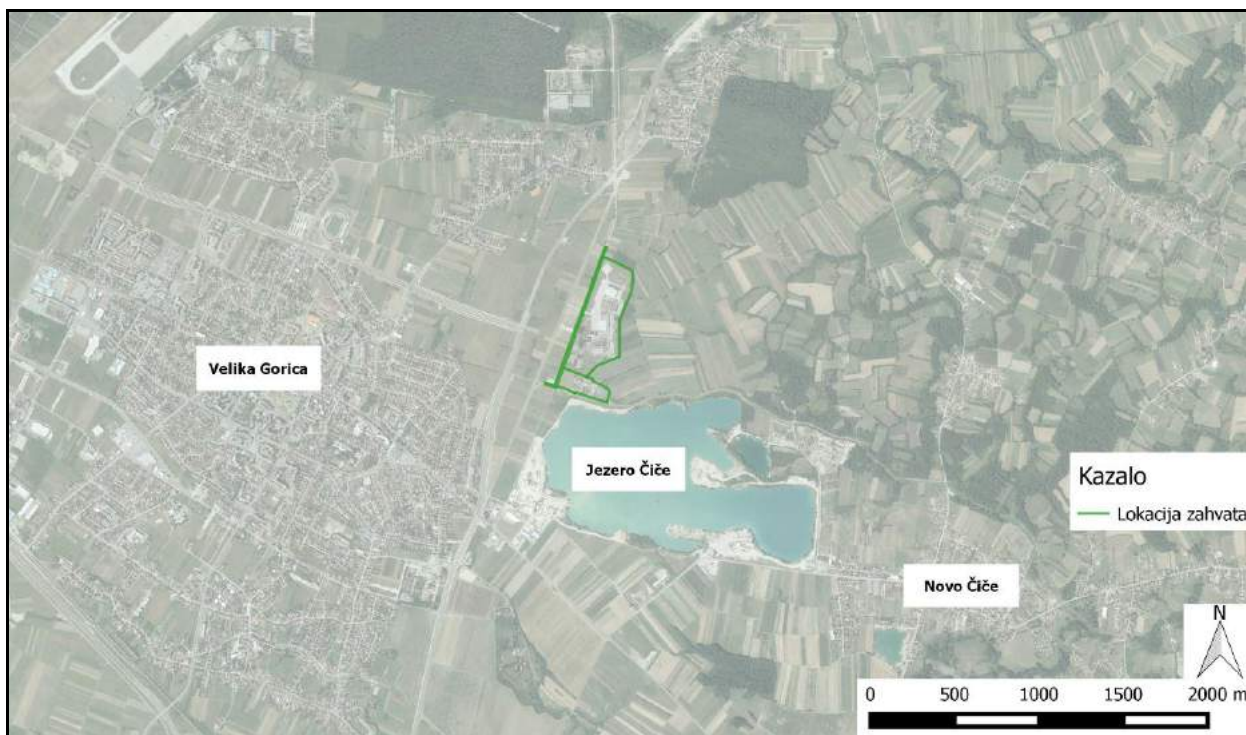 Velika Gorica
Jezero Čiče
Kazalo
Lokacija zahvata
Novo Čiče
N
0 500 1000 1500 2000 m